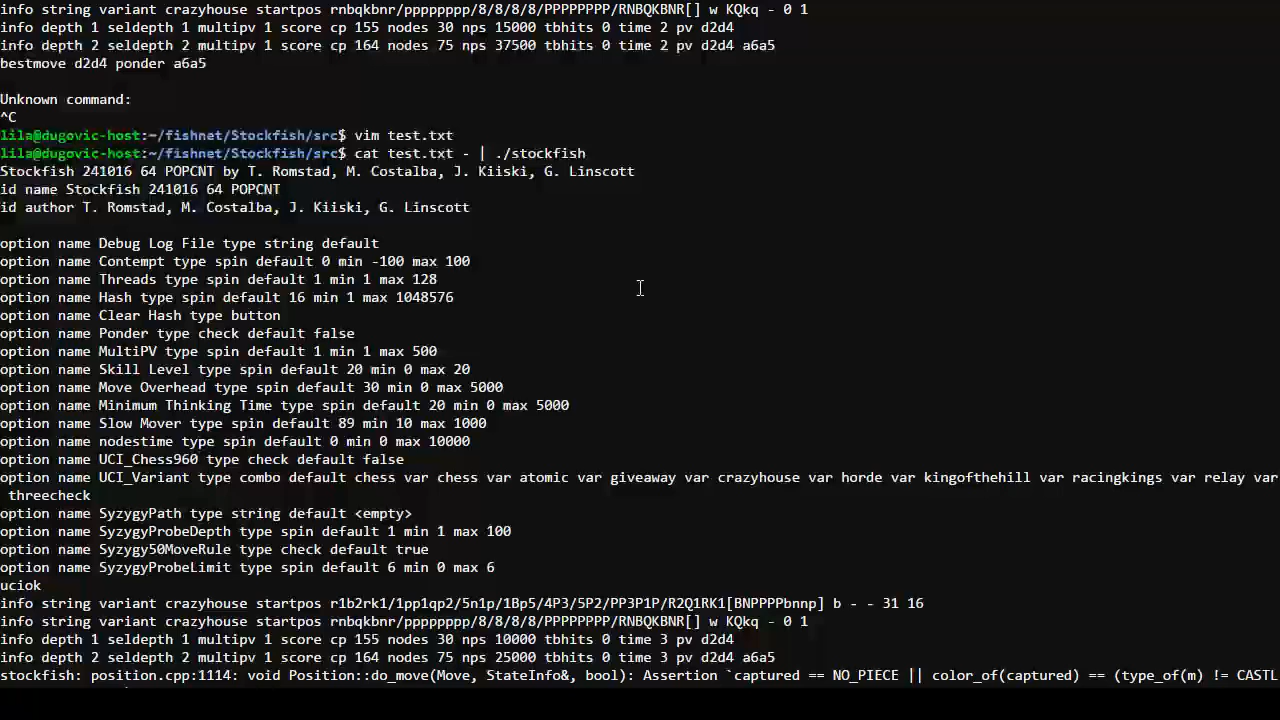 info string variant crazyhouse startpos rnbqkbnr/pppppppp/8/8/8/8/PPPPPPPP/RNBQKBNR[] w KQkq - 0 1
info depth 1 seldepth 1 multipv 1 score cp 155 nodes 30 nps 15000 tbhits 0 time 2 pv d2d4
info depth 2 seldepth 2 multipv 1 score cp 164 nodes 75 nps 37500 tbhits 0 time 2 pv d2d4 a6a5
bestmove d2d4 ponder a6a5
Unknown command:
^C
lila@dugovic-host:~/fishnet/Stockfish/src$ vim test.txt
lila@dugovic-host:~/fishnet/Stockfish/src$ cat test.txt - | ./stockfish
Stockfish 241016 64 POPCNT by T. Romstad, M. Costalba, J. Kiiski, G. Linscott
id name Stockfish 241016 64 POPCNT
id author T. Romstad, M. Costalba, J. Kiiski, G. Linscott
option name Debug Log File type string default
option name Contempt type spin default 0 min -100 max 100
option name Threads type spin default 1 min 1 max 128
option name Hash type spin default 16 min 1 max 1048576
option name Clear Hash type button
option name Ponder type check default false
option name MultiPV type spin default 1 min 1 max 500
option name Skill Level type spin default 20 min 0 max 20
option name Move Overhead type spin default 30 min 0 max 5000
option name Minimum Thinking Time type spin default 20 min 0 max 5000
option name Slow Mover type spin default 89 min 10 max 1000
option name nodestime type spin default 0 min 0 max 10000
option name UCI_Chess960 type check default false
option name UCI_Variant type combo default chess var chess var atomic var giveaway var crazyhouse var horde var kingofthehill var racingkings var relay var
threecheck
option name SyzygyPath type string default <empty>
option name SyzygyProbeDepth type spin default 1 min 1 max 100
option name Syzygy50MoveRule type check default true
option name SyzygyProbeLimit type spin default 6 min 0 max 6
uciok
info string variant crazyhouse startpos r1b2rk1/1pp1qp2/5n1p/1Bp5/4P3/5P2/PP3P1P/R2Q1RK1[BNPPPPbnnp] b - - 31 16
info string variant crazyhouse startpos rnbqkbnr/pppppppp/8/8/8/8/PPPPPPPP/RNBQKBNR[] w KQkq - 0 1
info depth 1 seldepth 1 multipv 1 score cp 155 nodes 30 nps 10000 tbhits 0 time 3 pv d2d4
info depth 2 seldepth 2 multipv 1 score cp 164 nodes 75 nps 25000 tbhits 0 time 3 pv d2d4 a6a5
stockfish: position.cpp:1114: void Position::do_move(Move, StateInfo&, bool): Assertion `captured == NO_PIECE || color_of(captured) == (type_of(m) != CASTL